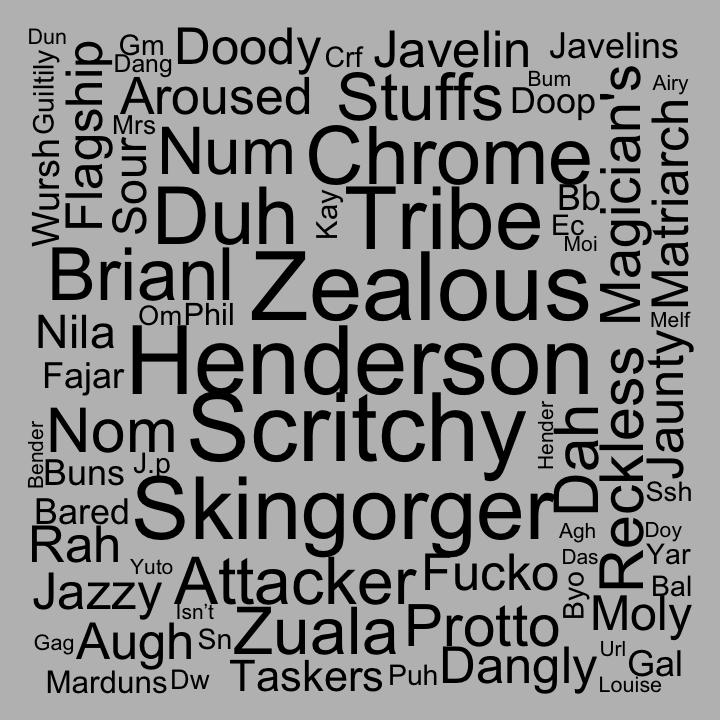 Dun
Gm
Doody
Crf
Javelin
Javelins
Dang
Guiltily
Flagship
Aroused
Stuffs
Bum
Doop
Airy
Mrs
Sour
Num
Chrome
Magician's
Matriarch
Wursh
Duh
Kay
Tribe
Bb
Ec
Moi
Brianl
Zealous
Om
Phil
Melf
Nila
Henderson
Jaunty
Fajar
Scritchy
Reckless
Bender
Nom
Hender
Dah
Buns
J.p
Skingorger
Ssh
Bared
Rah
Agh
Doy
Yuto
Attacker
Fucko
Das
Yar
Jazzy
Byo
Bal
Isn't
Zuala
Protto
Moly
Gag
Augh
Sn
Url
Gal
Marduns
Dw
Taskers
Puh
Dangly
Louise